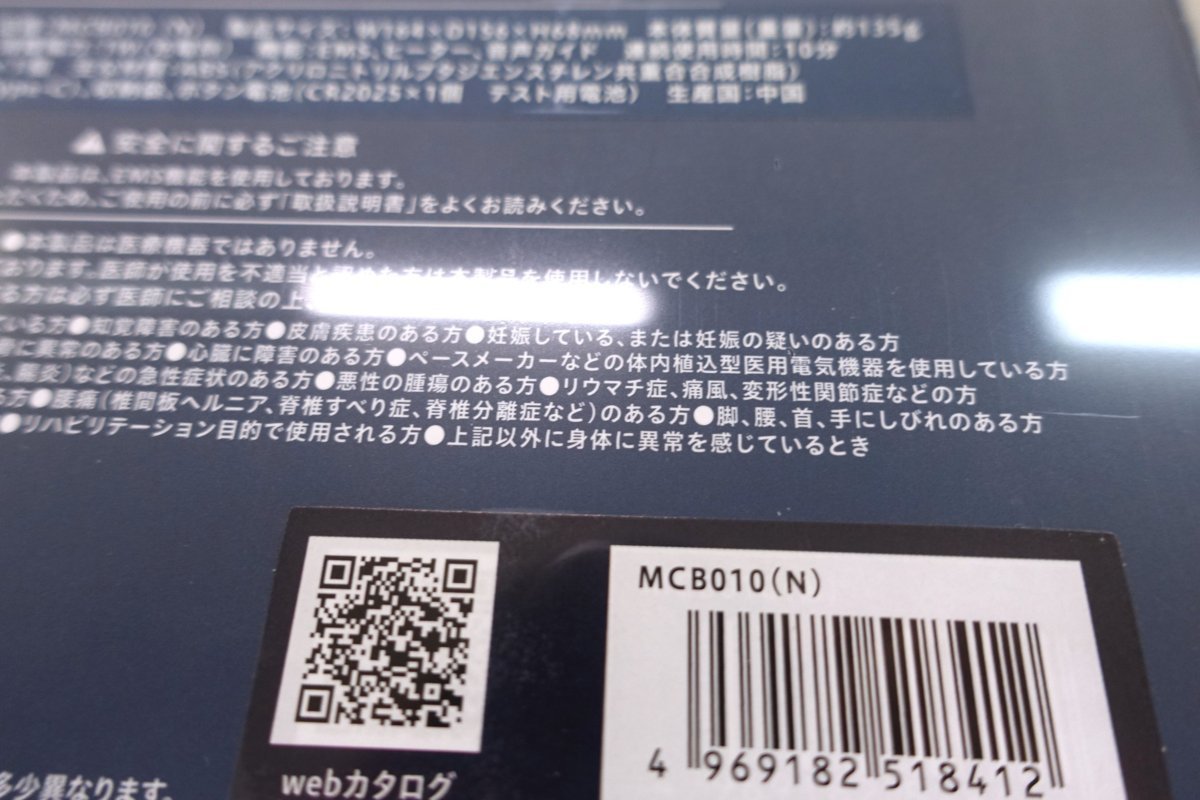 MCB010（N）　製品サイズ：W164×D156×H68mm　本体質量（重量）：約135g
機能：EMS、ヒーター、音声ガイド　連続使用時間：10分
ABS（アクリロニトリルブタジエンスチレン共重合合成樹脂）
ボタン電池（CR2025×1個　テスト用電池）　生産国：中国
⚠安全に関するご注意
本製品は、EMS機能を使用しております。
ただくため、ご使用の前に必ず「取扱説明書」をよくお読みください。
●本製品は医療機器ではありません。
おります。医師が使用を不適当と認めた方は本製品を使用しないでください。
る方は必ず医師にご相談の上
ている方●知覚障害のある方●皮膚疾患のある方●妊娠している、または妊娠の疑いのある方
に異常のある方●心臓に障害のある方●ペースメーカーなどの体内植込型医用電気機器を使用している方
などの急性症状のある方●悪性の腫瘍のある方●リウマチ症、痛風、変形性関節症などの方
る方●腰痛（椎間板ヘルニア、脊椎すべり症、脊椎分離症など）のある方●脚、腰、首、手にしびれのある方
●リハビリテーション目的で使用される方●上記以外に身体に異常を感じているとき
MCB010（N）
4 969182 518412
webカタログ
多少異なります。